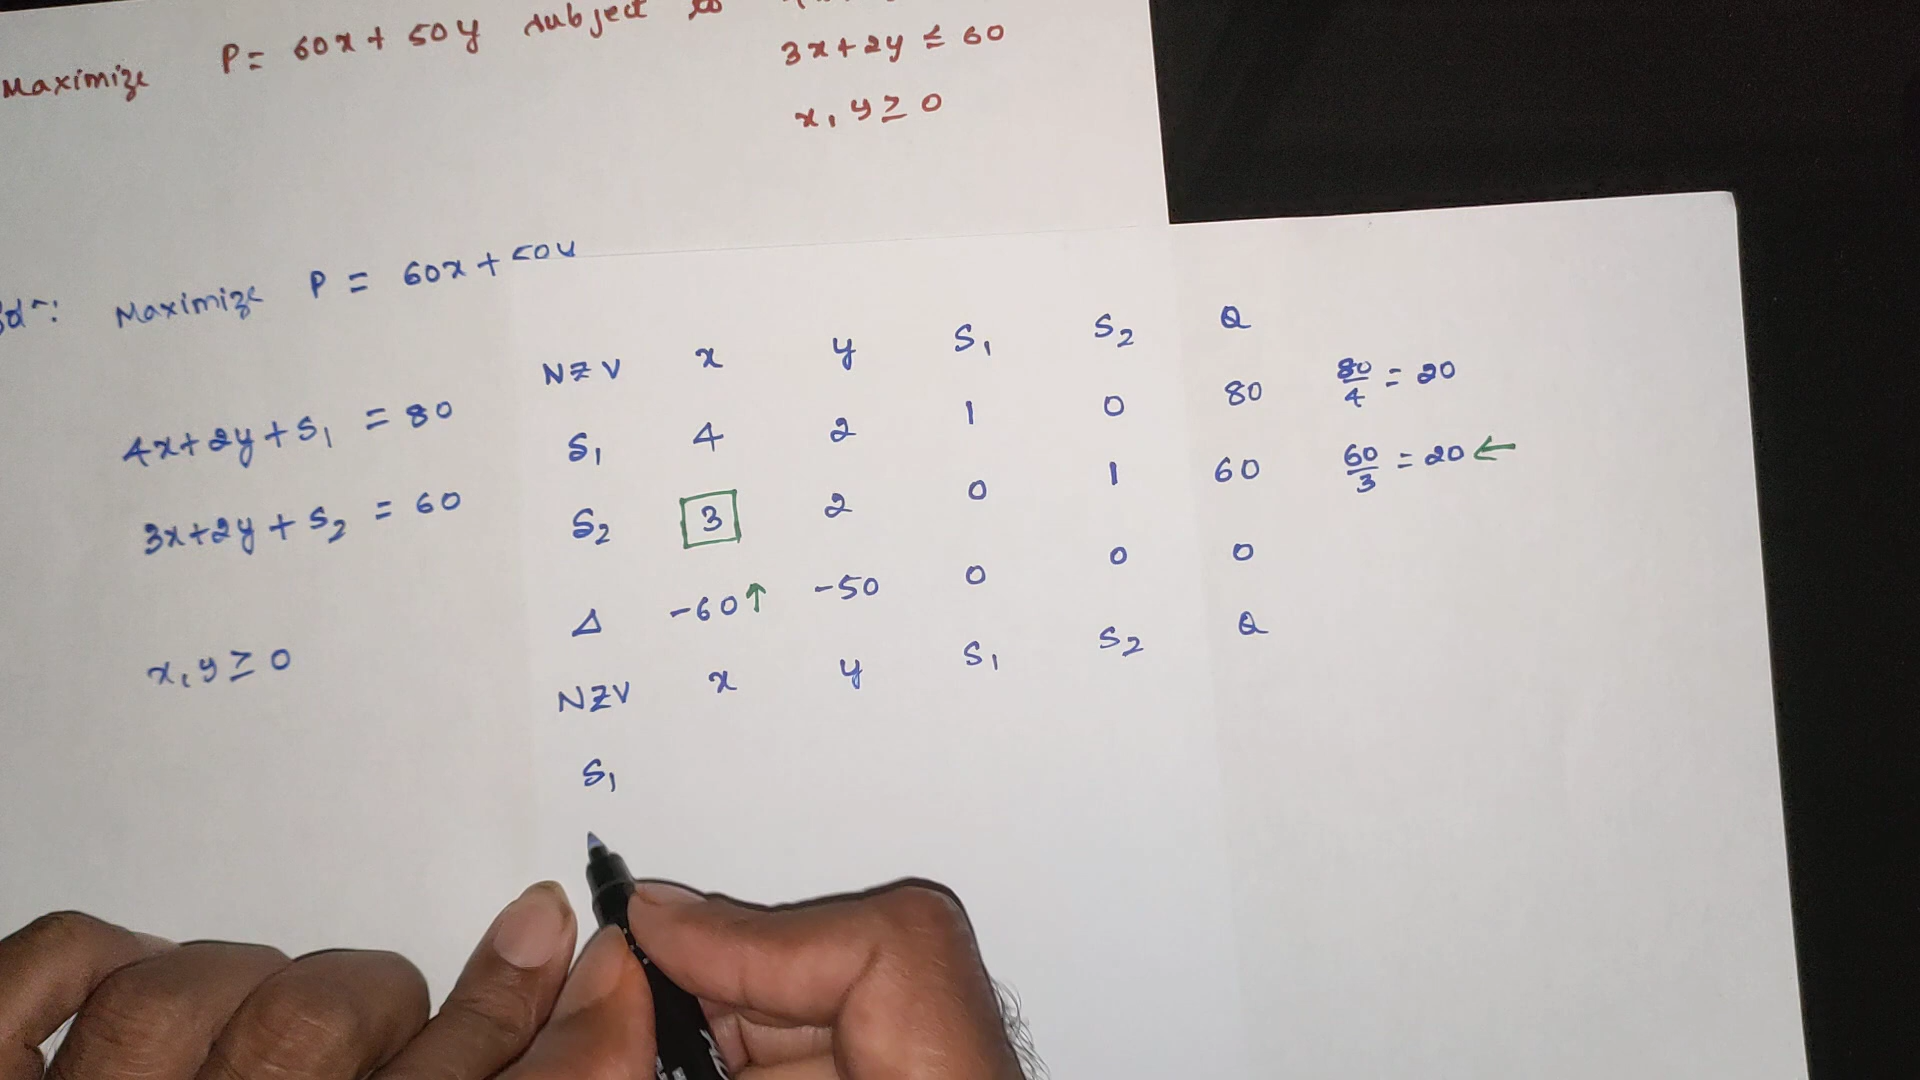 Maximize P = 60x + 50y subject to
3x + 2y ≤ 60
x, y ≥ 0
Maximize P = 60x + 50y
4x + 2y + S₁ = 80
3x + 2y + S₂ = 60
x, y ≥ 0
NZV x y S₁ S₂ Q
S₁ 4 2 1 0 80 80/4 = 20
S₂ 3 2 0 1 60 60/3 = 20 ←
Δ -60↑ -50 0 0 0
NZV x y S₁ S₂ Q
S₁